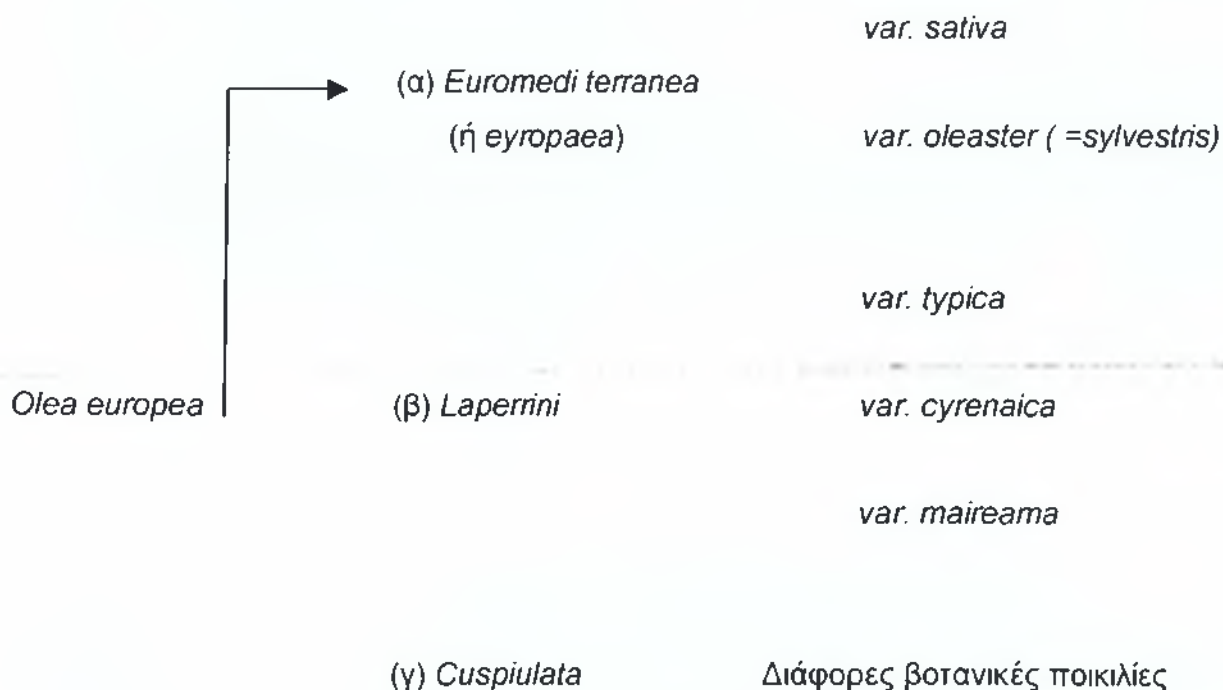 var. sativa
(α) Euromedi terranea
(ή eyropaea)
var. oleaster ( =sylvestris)
var. typica
Olea europea
(β) Laperrini
var. cyrenaica
var. maireama
(γ) Cuspiulata
Διάφορες βοτανικές ποικιλίες